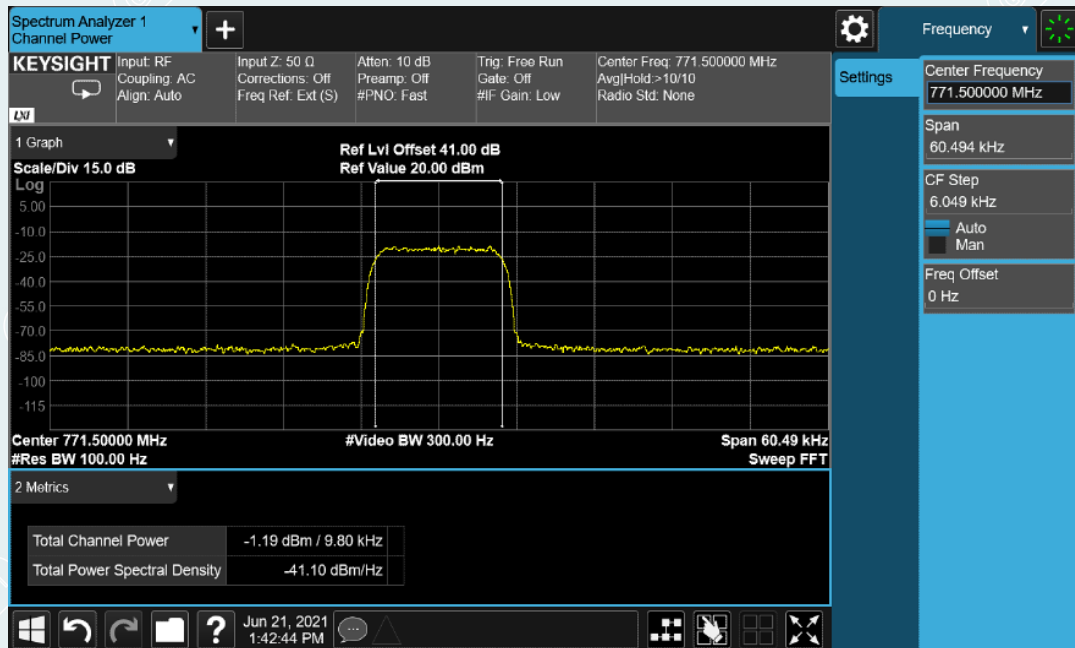 Spectrum Analyzer 1
Channel Power
Frequency
KEYSIGHT
Input: RF
Coupling: AC
Align: Auto
Input Z: 50 Ω
Corrections: Off
Freq Ref: Ext (S)
Atten: 10 dB
Preamp: Off
#PNO: Fast
Trig: Free Run
Gate: Off
#IF Gain: Low
Center Freq: 771.500000 MHz
Avg|Hold:>10/10
Radio Std: None
LXI
Settings
Center Frequency
771.500000 MHz
Span
60.494 kHz
CF Step
6.049 kHz
Auto
Man
Freq Offset
0 Hz
1 Graph
Ref Lvl Offset 41.00 dB
Scale/Div 15.0 dB
Ref Value 20.00 dBm
Log
5.00
-10.0
-25.0
-40.0
-55.0
-70.0
-85.0
-100
-115
Center 771.50000 MHz
#Video BW 300.00 Hz
Span 60.49 kHz
#Res BW 100.00 Hz
Sweep FFT
2 Metrics
Total Channel Power
-1.19 dBm / 9.80 kHz
Total Power Spectral Density
-41.10 dBm/Hz
?
Jun 21, 2021
1:42:44 PM